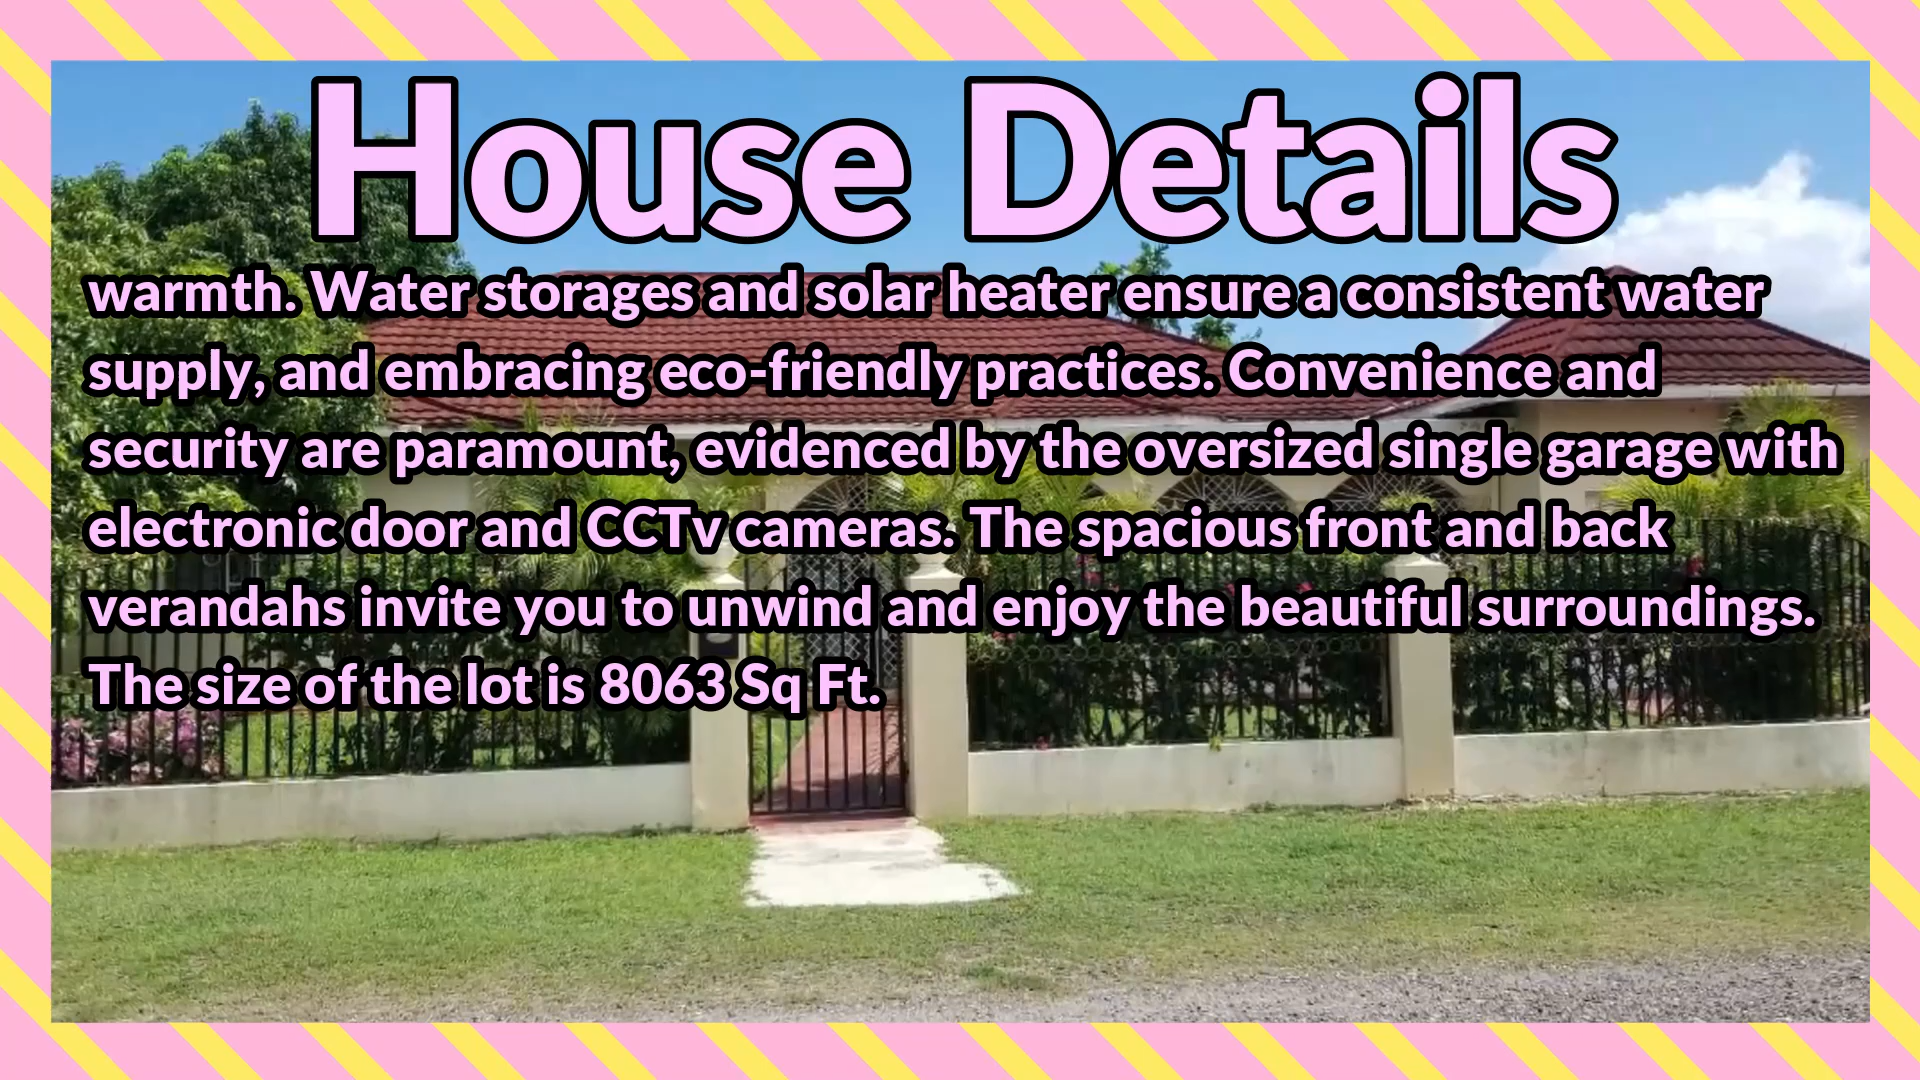 House Details
warmth. Water storages and solar heater ensure a consistent water
supply, and embracing eco-friendly practices. Convenience and
security are paramount, evidenced by the oversized single garage with
electronic door and CCTv cameras. The spacious front and back
verandahs invite you to unwind and enjoy the beautiful surroundings.
The size of the lot is 8063 Sq Ft.